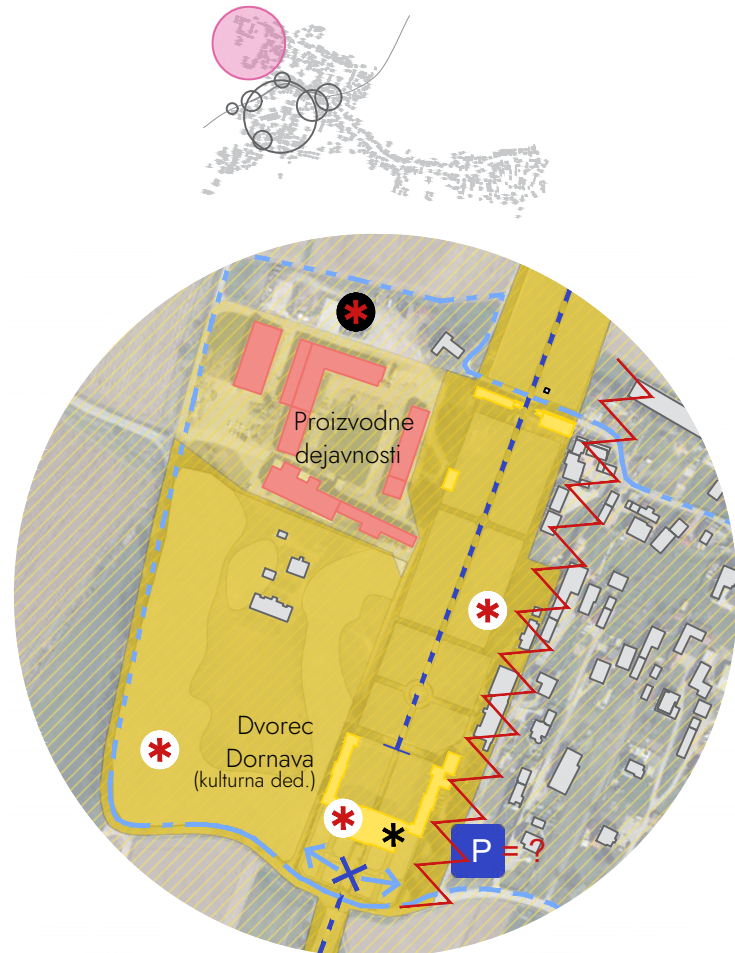 Proizvodne
dejavnosti
Dvorec
Dornava
(kulturna ded.)
P = ?